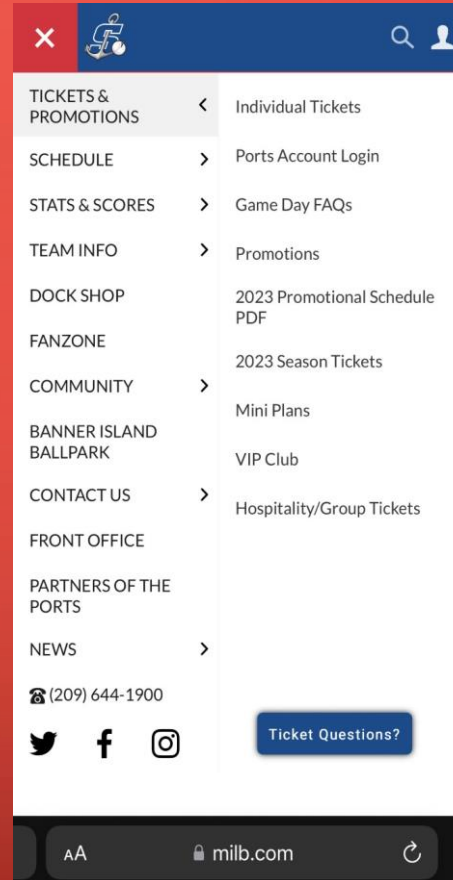 TICKETS &
PROMOTIONS
SCHEDULE
STATS & SCORES
TEAM INFO
DOCK SHOP
FANZONE
COMMUNITY
BANNER ISLAND
BALLPARK
CONTACT US
FRONT OFFICE
PARTNERS OF THE
PORTS
NEWS
(209) 644-1900
Individual Tickets
Ports Account Login
Game Day FAQs
Promotions
2023 Promotional Schedule
PDF
2023 Season Tickets
Mini Plans
VIP Club
Hospitality/Group Tickets
Ticket Questions?
AA
milb.com